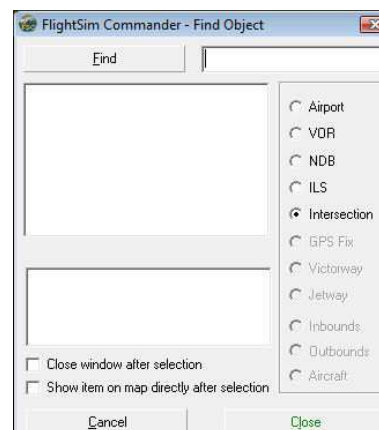 FlightSim Commander - Find Object
Find
Airport
VOR
NDB
ILS
Intersection
GPS Fix
Victorway
Jetway
Inbounds
Outbounds
Aircraft
Close window after selection
Show item on map directly after selection
Cancel
Close